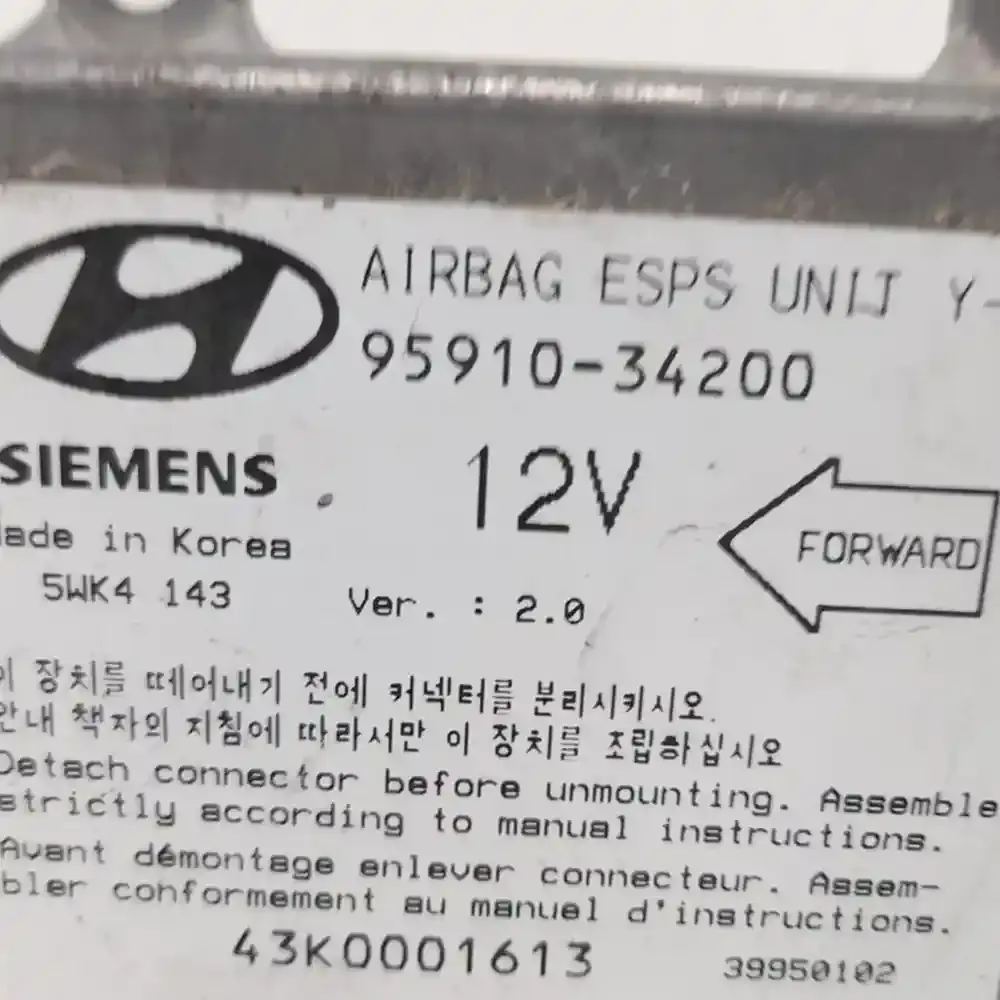 AIRBAG ESPS UNIT Y-
95910-34200
SIEMENS
12V
FORWARD
Made in Korea
5WK4 143
Ver. : 2.0
이 장치를 떼어내기 전에 커넥터를 분리시키시오.
안내 책자의 지침에 따라서만 이 장치를 조립하십시오
Detach connector before unmounting. Assemble
strictly according to manual instructions.
Avant démontage enlever connecteur. Assem-
bler conformement au manuel d'instructions.
43K0001613
39950102